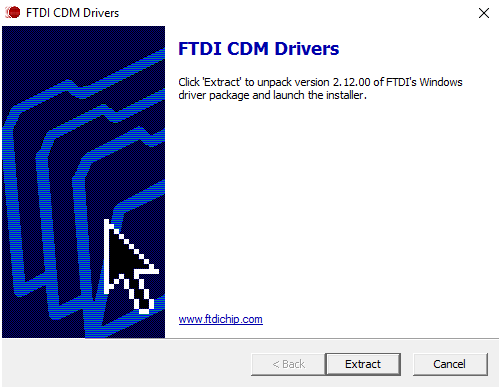 FTDI CDM Drivers
FTDI CDM Drivers
Click 'Extract' to unpack version 2.12.00 of FTDI's Windows
driver package and launch the installer.
www.ftdichip.com
< Back
Extract
Cancel